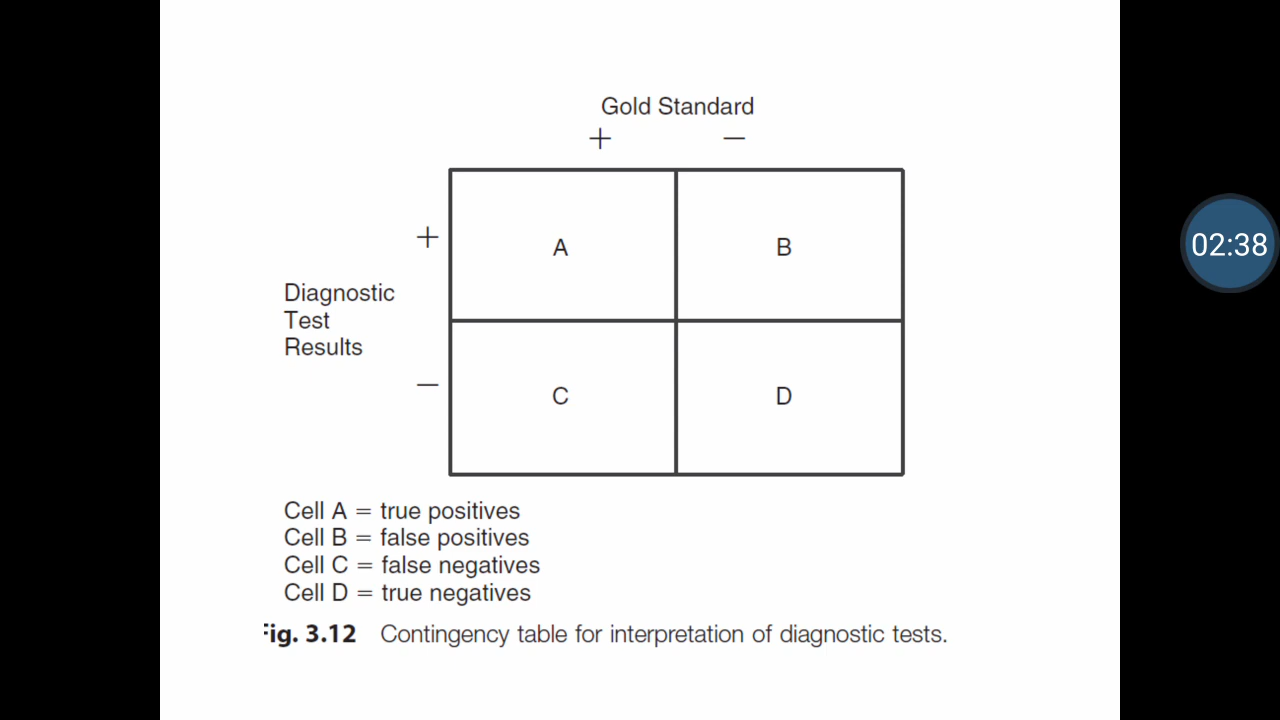 Gold Standard
+ −
+
A B
Diagnostic
Test
Results
−
C D
Cell A = true positives
Cell B = false positives
Cell C = false negatives
Cell D = true negatives
Fig. 3.12 Contingency table for interpretation of diagnostic tests.
02:38